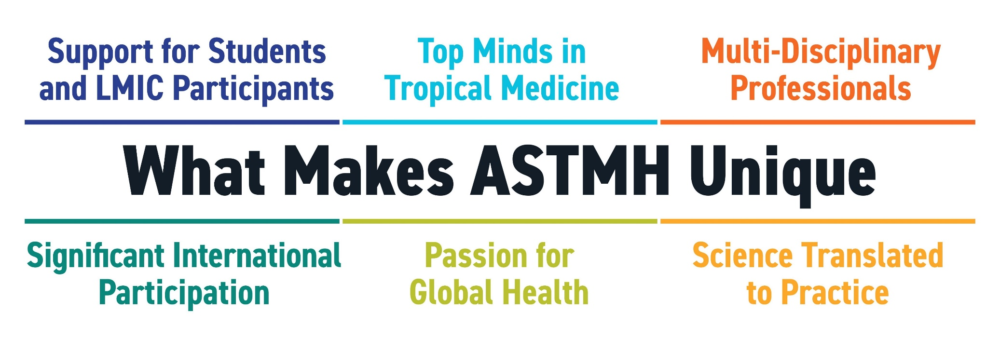 Support for Students
and LMIC Participants
Top Minds in
Tropical Medicine
Multi-Disciplinary
Professionals
What Makes ASTMH Unique
Significant International
Participation
Passion for
Global Health
Science Translated
to Practice